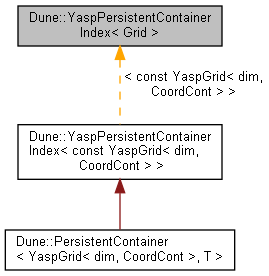 Dune::YaspPersistentContainer
Index< Grid >
< const YaspGrid< dim,
CoordCont > >
Dune::YaspPersistentContainer
Index< const YaspGrid< dim,
CoordCont > >
Dune::PersistentContainer
< YaspGrid< dim, CoordCont >, T >